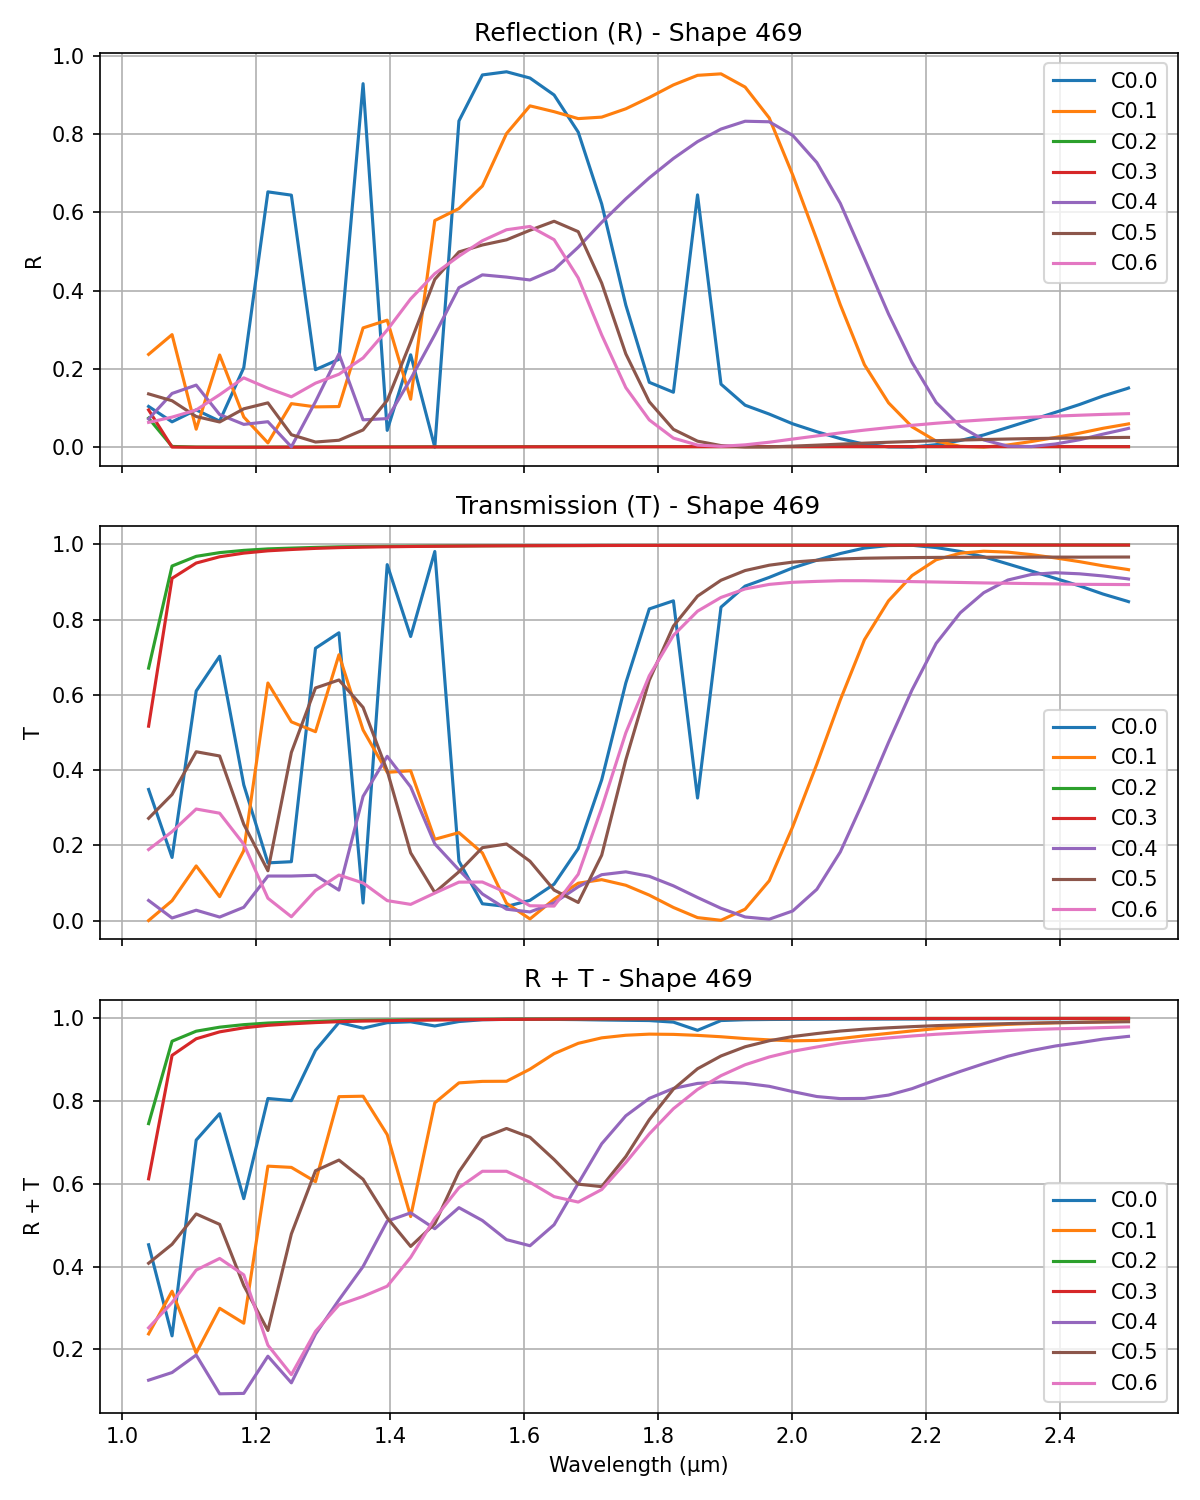 Reflection (R) - Shape 469
1.0
0.8
0.6
0.4
0.2
0.0
R
C0.0
C0.1
C0.2
C0.3
C0.4
C0.5
C0.6
Transmission (T) - Shape 469
1.0
0.8
0.6
0.4
0.2
0.0
T
C0.0
C0.1
C0.2
C0.3
C0.4
C0.5
C0.6
R + T - Shape 469
1.0
0.8
0.6
0.4
0.2
R + T
C0.0
C0.1
C0.2
C0.3
C0.4
C0.5
C0.6
1.0 1.2 1.4 1.6 1.8 2.0 2.2 2.4
Wavelength (μm)